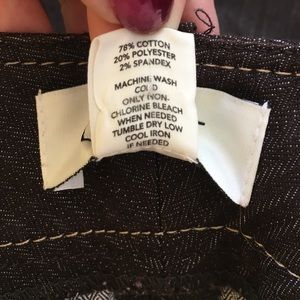 78% COTTON
20% POLYESTER
2% SPANDEX
MACHINE WASH
COLD
ONLY NON-
CHLORINE BLEACH
WHEN NEEDED
TUMBLE DRY LOW
COOL IRON
IF NEEDED